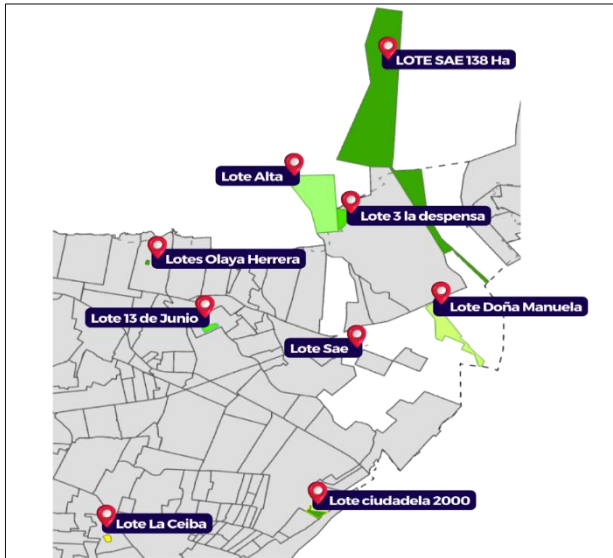 LOTE SAE 138 Ha
Lote Alta
Lote 3 la despensa
Lotes Olaya Herrera
Lote Doña Manuela
Lote 13 de Junio
Lote Sae
Lote ciudadela 2000
Lote La Ceiba